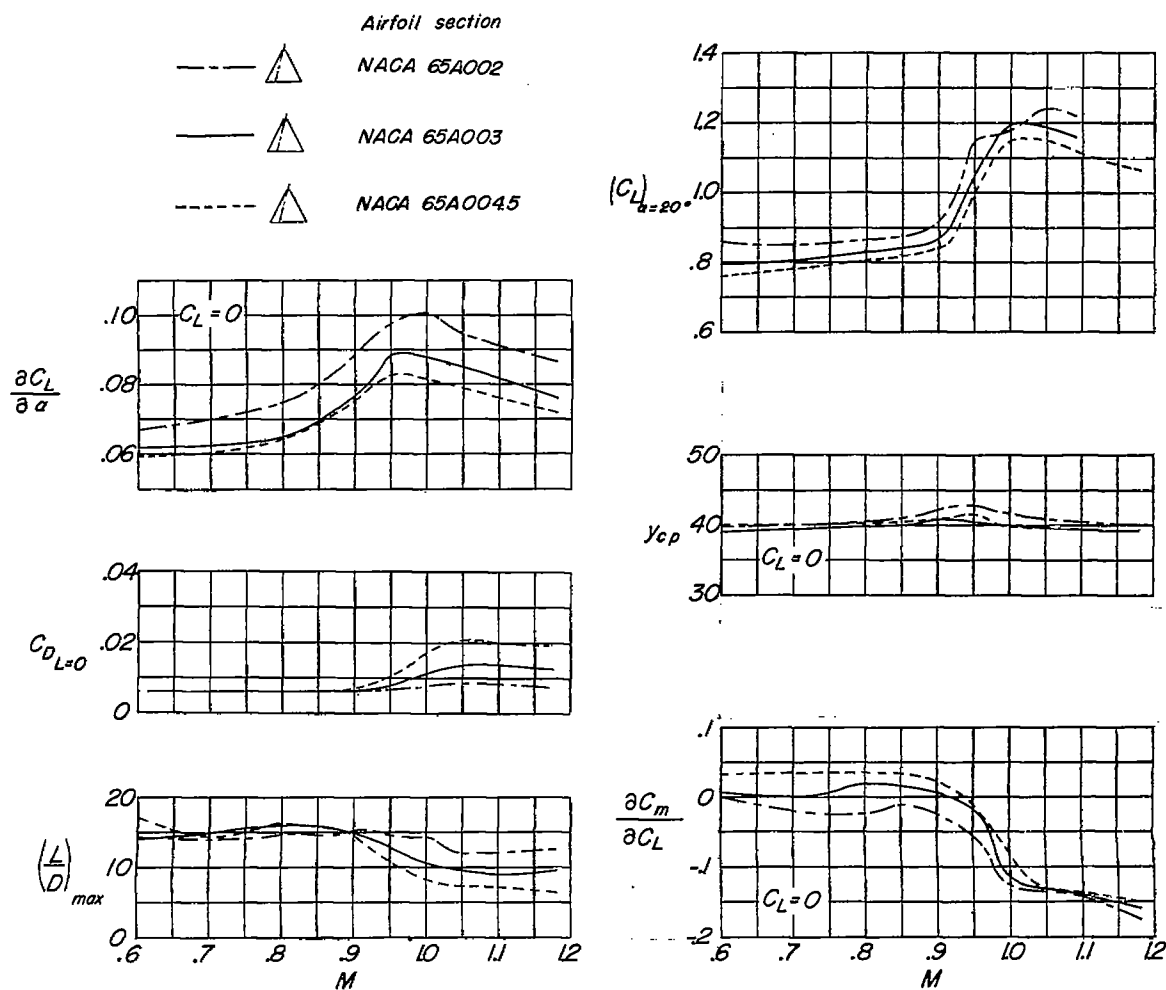 Airfoil section
NACA 65A002
NACA 65A003
NACA 65A004.5
.10
.08
.06
C_L = 0
∂C_L
∂α
.04
.02
0
C_D_L=0
20
10
0
(L/D)max
.6 .7 .8 .9 1.0 1.1 1.2
M
1.4
1.2
1.0
.8
.6
(C_L)α=20°
50
40
30
y_cp
C_L = 0
.1
0
-.1
-.2
∂C_m
∂C_L
C_L = 0
.6 .7 .8 .9 1.0 1.1 1.2
M